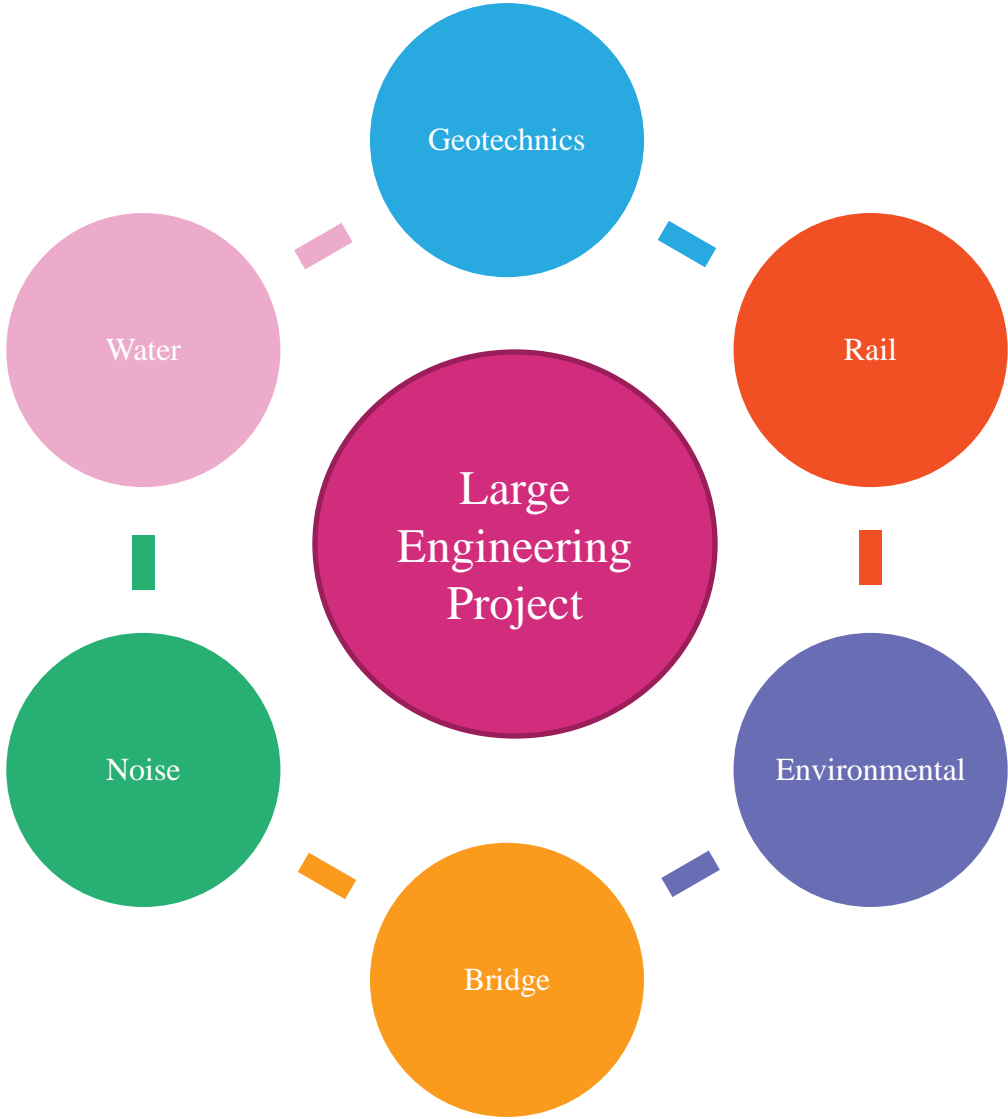 Geotechnics
Water
Rail
Large
Engineering
Project
Noise
Environmental
Bridge